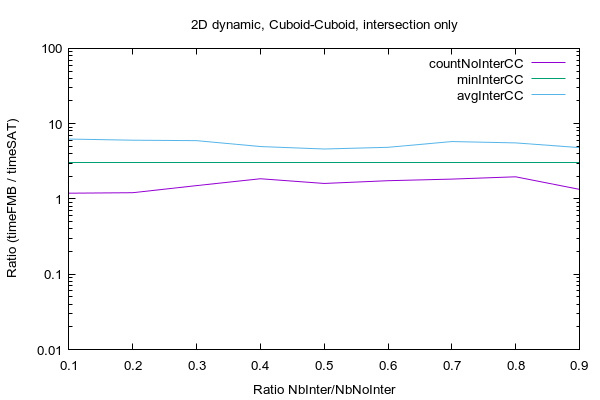 2D dynamic, Cuboid-Cuboid, intersection only
countNoInterCC
minInterCC
avgInterCC
Ratio (timeFMB / timeSAT)
100
10
1
0.1
0.01
0.1 0.2 0.3 0.4 0.5 0.6 0.7 0.8 0.9
Ratio NbInter/NbNoInter